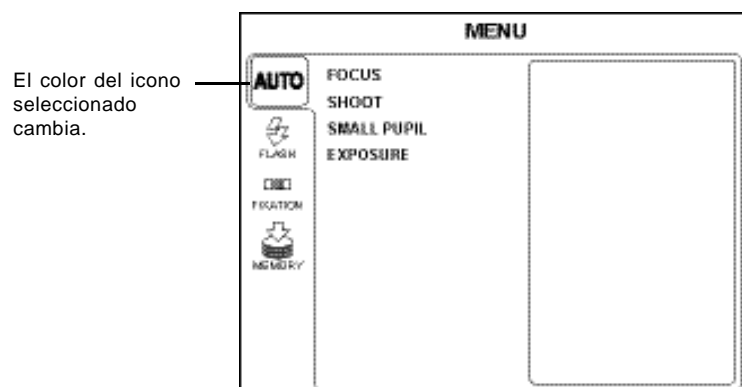 MENU
El color del icono
seleccionado
cambia.
AUTO
FOCUS
SHOOT
SMALL PUPIL
EXPOSURE
FLASH
FIXATION
MEMORY